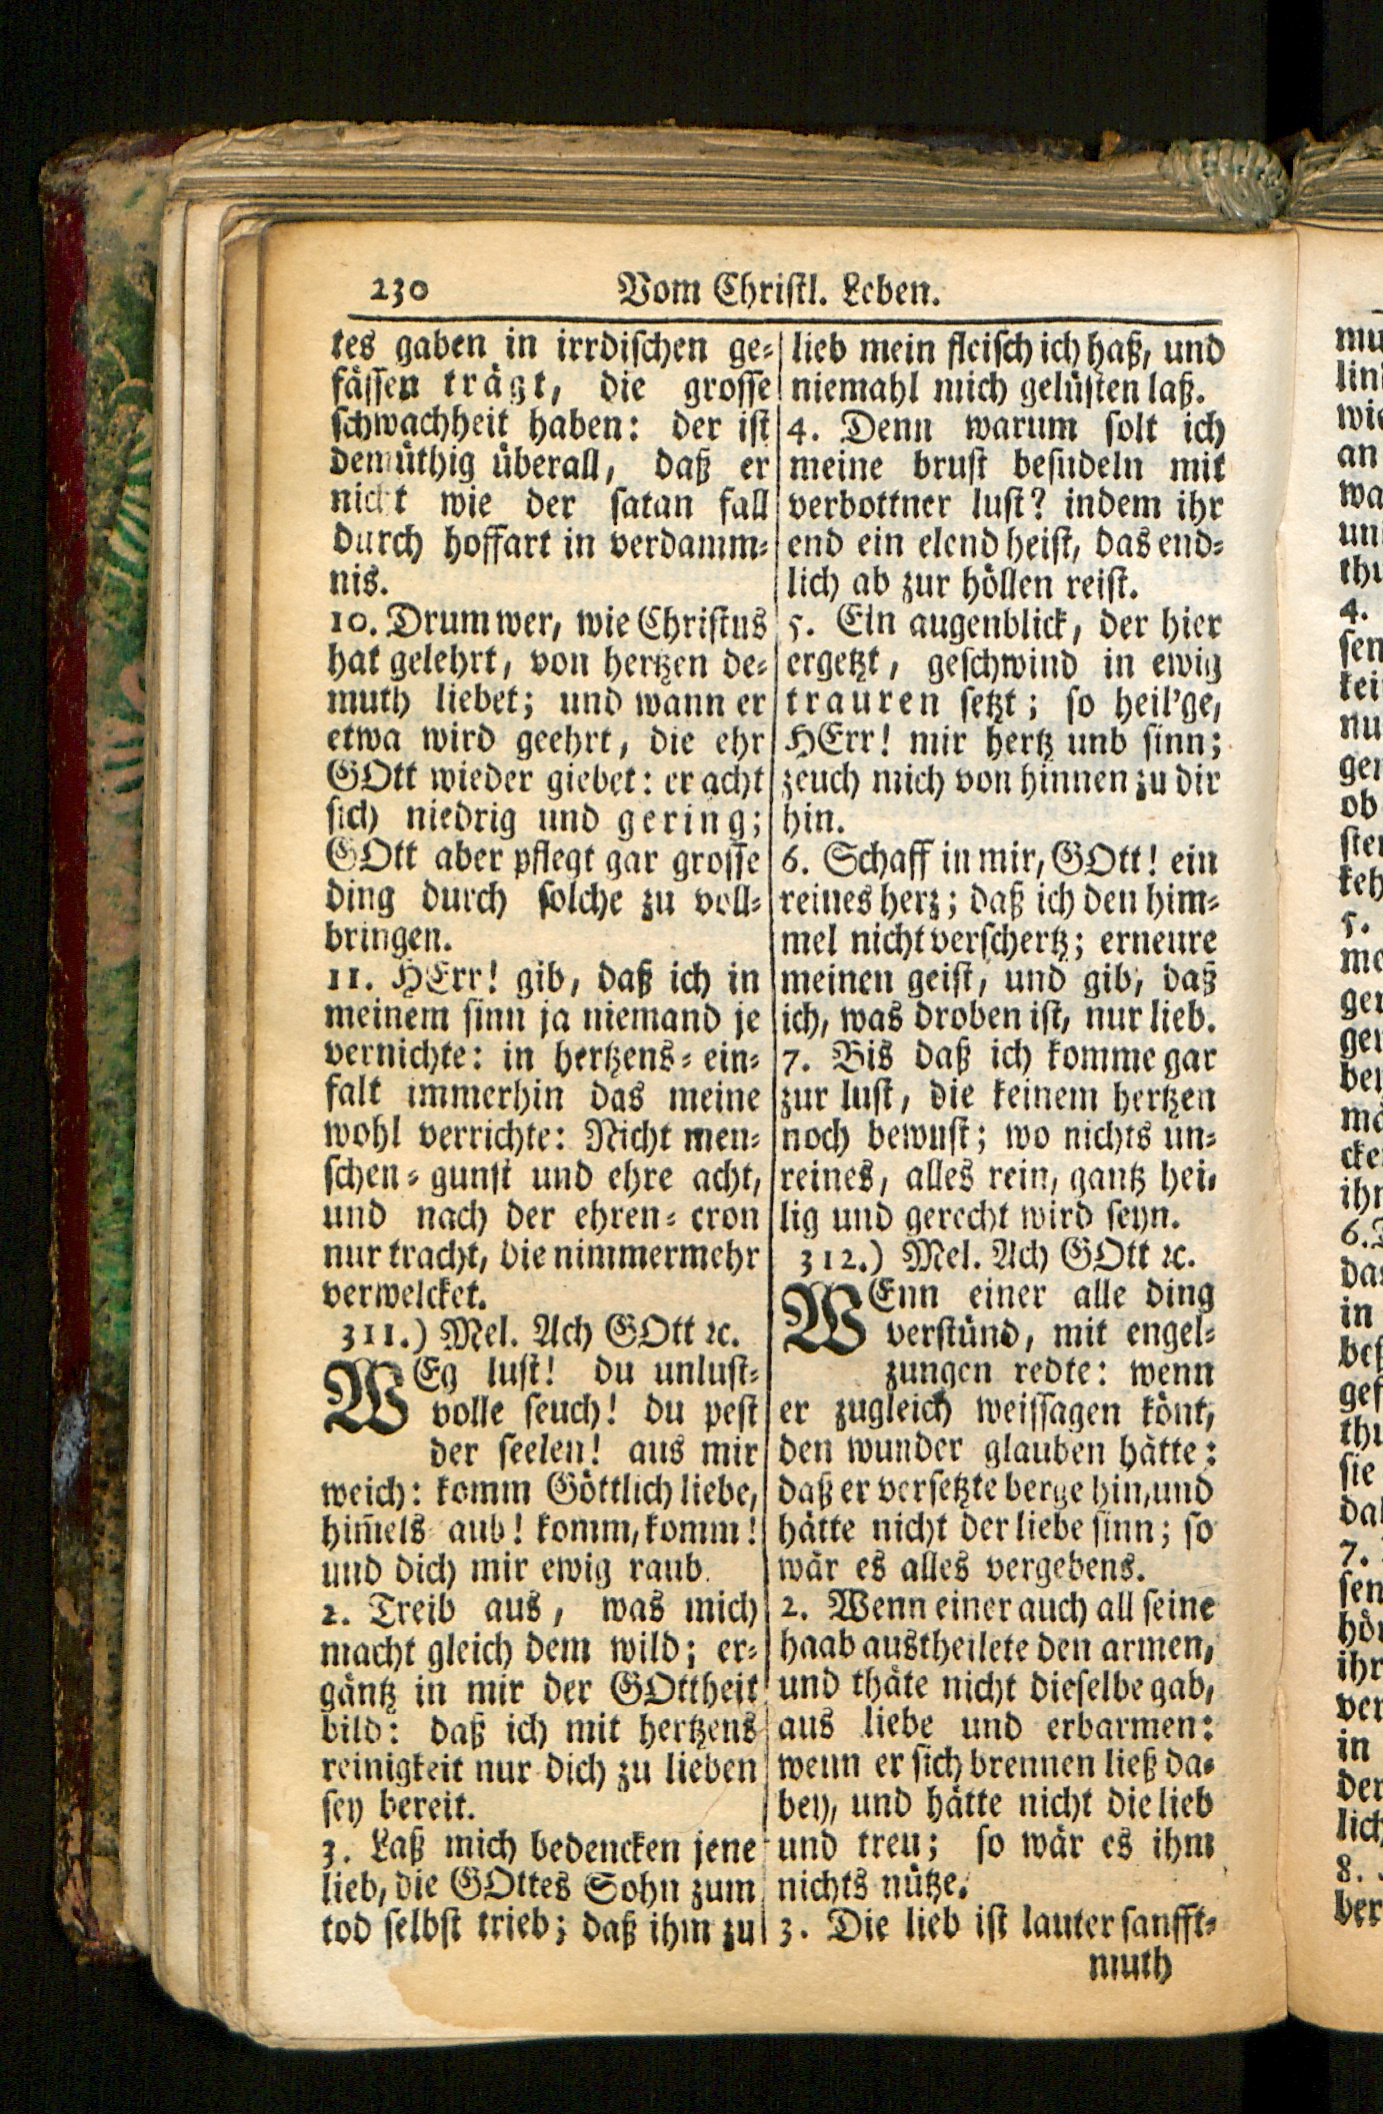 230 Vom Christl. Leben.
tes gaben in irrdischen ge-
fässen trägt, die grosse
schwachheit haben: der ist
demüthig überall, daß er
nicht wie der satan fall
durch hoffart in verdamm-
nis.
10. Drum wer, wie Christus
hat gelehrt, von hertzen de-
muth liebet; und wann er
etwa wird geehrt, die ehr
GOtt wieder giebet: er acht
sich niedrig und gering;
GOtt aber pflegt gar grosse
ding durch solche zu voll-
bringen.
11. HErr! gib, daß ich in
meinem sinn ja niemand je
vernichte: in hertzens-ein-
falt immerhin das meine
wohl verrichte: Nicht men-
schen-gunst und ehre acht,
und nach der ehren-cron
nur tracht, die nimmermehr
verwelcket.
311.) Mel. Ach GOtt ꝛc.
WEg lust! du unlust-
volle seuch! du pest
der seelen! aus mir
weich: komm Göttlich liebe,
him̃els aub! komm, komm!
und dich mir ewig raub.
2. Treib aus, was mich
macht gleich dem wild; er-
gäntz in mir der GOttheit
bild: daß ich mit hertzens
reinigkeit nur dich zu lieben
sey bereit.
3. Laß mich bedencken jene
lieb, die GOttes Sohn zum
tod selbst trieb; daß ihm zu
lieb mein fleisch ich haß, und
niemahl mich gelüsten laß.
4. Denn warum solt ich
meine brust besudeln mit
verbottner lust? indem ihr
end ein elend heist, das end-
lich ab zur höllen reist.
5. Ein augenblick, der hier
ergetzt, geschwind in ewig
trauren setzt; so heil'ge,
HErr! mir hertz unb sinn;
zeuch mich von hinnen zu dir
hin.
6. Schaff in mir, GOtt! ein
reines herz; daß ich den him-
mel nicht verschertz; erneure
meinen geist, und gib, daß
ich, was droben ist, nur lieb.
7. Bis daß ich komme gar
zur lust, die keinem hertzen
noch bewust; wo nichts un-
reines, alles rein, gantz hei-
lig und gerecht wird seyn.
312.) Mel. Ach GOtt ꝛc.
WEnn einer alle ding
verstünd, mit engel-
zungen redte: wenn
er zugleich weissagen könt,
den wunder glauben hätte:
daß er versetzte berge hin, und
hätte nicht der liebe sinn; so
wär es alles vergebens.
2. Wenn einer auch all seine
haab austheilete den armen,
und thäte nicht dieselbe gab,
aus liebe und erbarmen:
wenn er sich brennen ließ da-
bey, und hätte nicht die lieb
und treu; so wär es ihm
nichts nütze.
3. Die lieb ist lauter sanfft-
muth